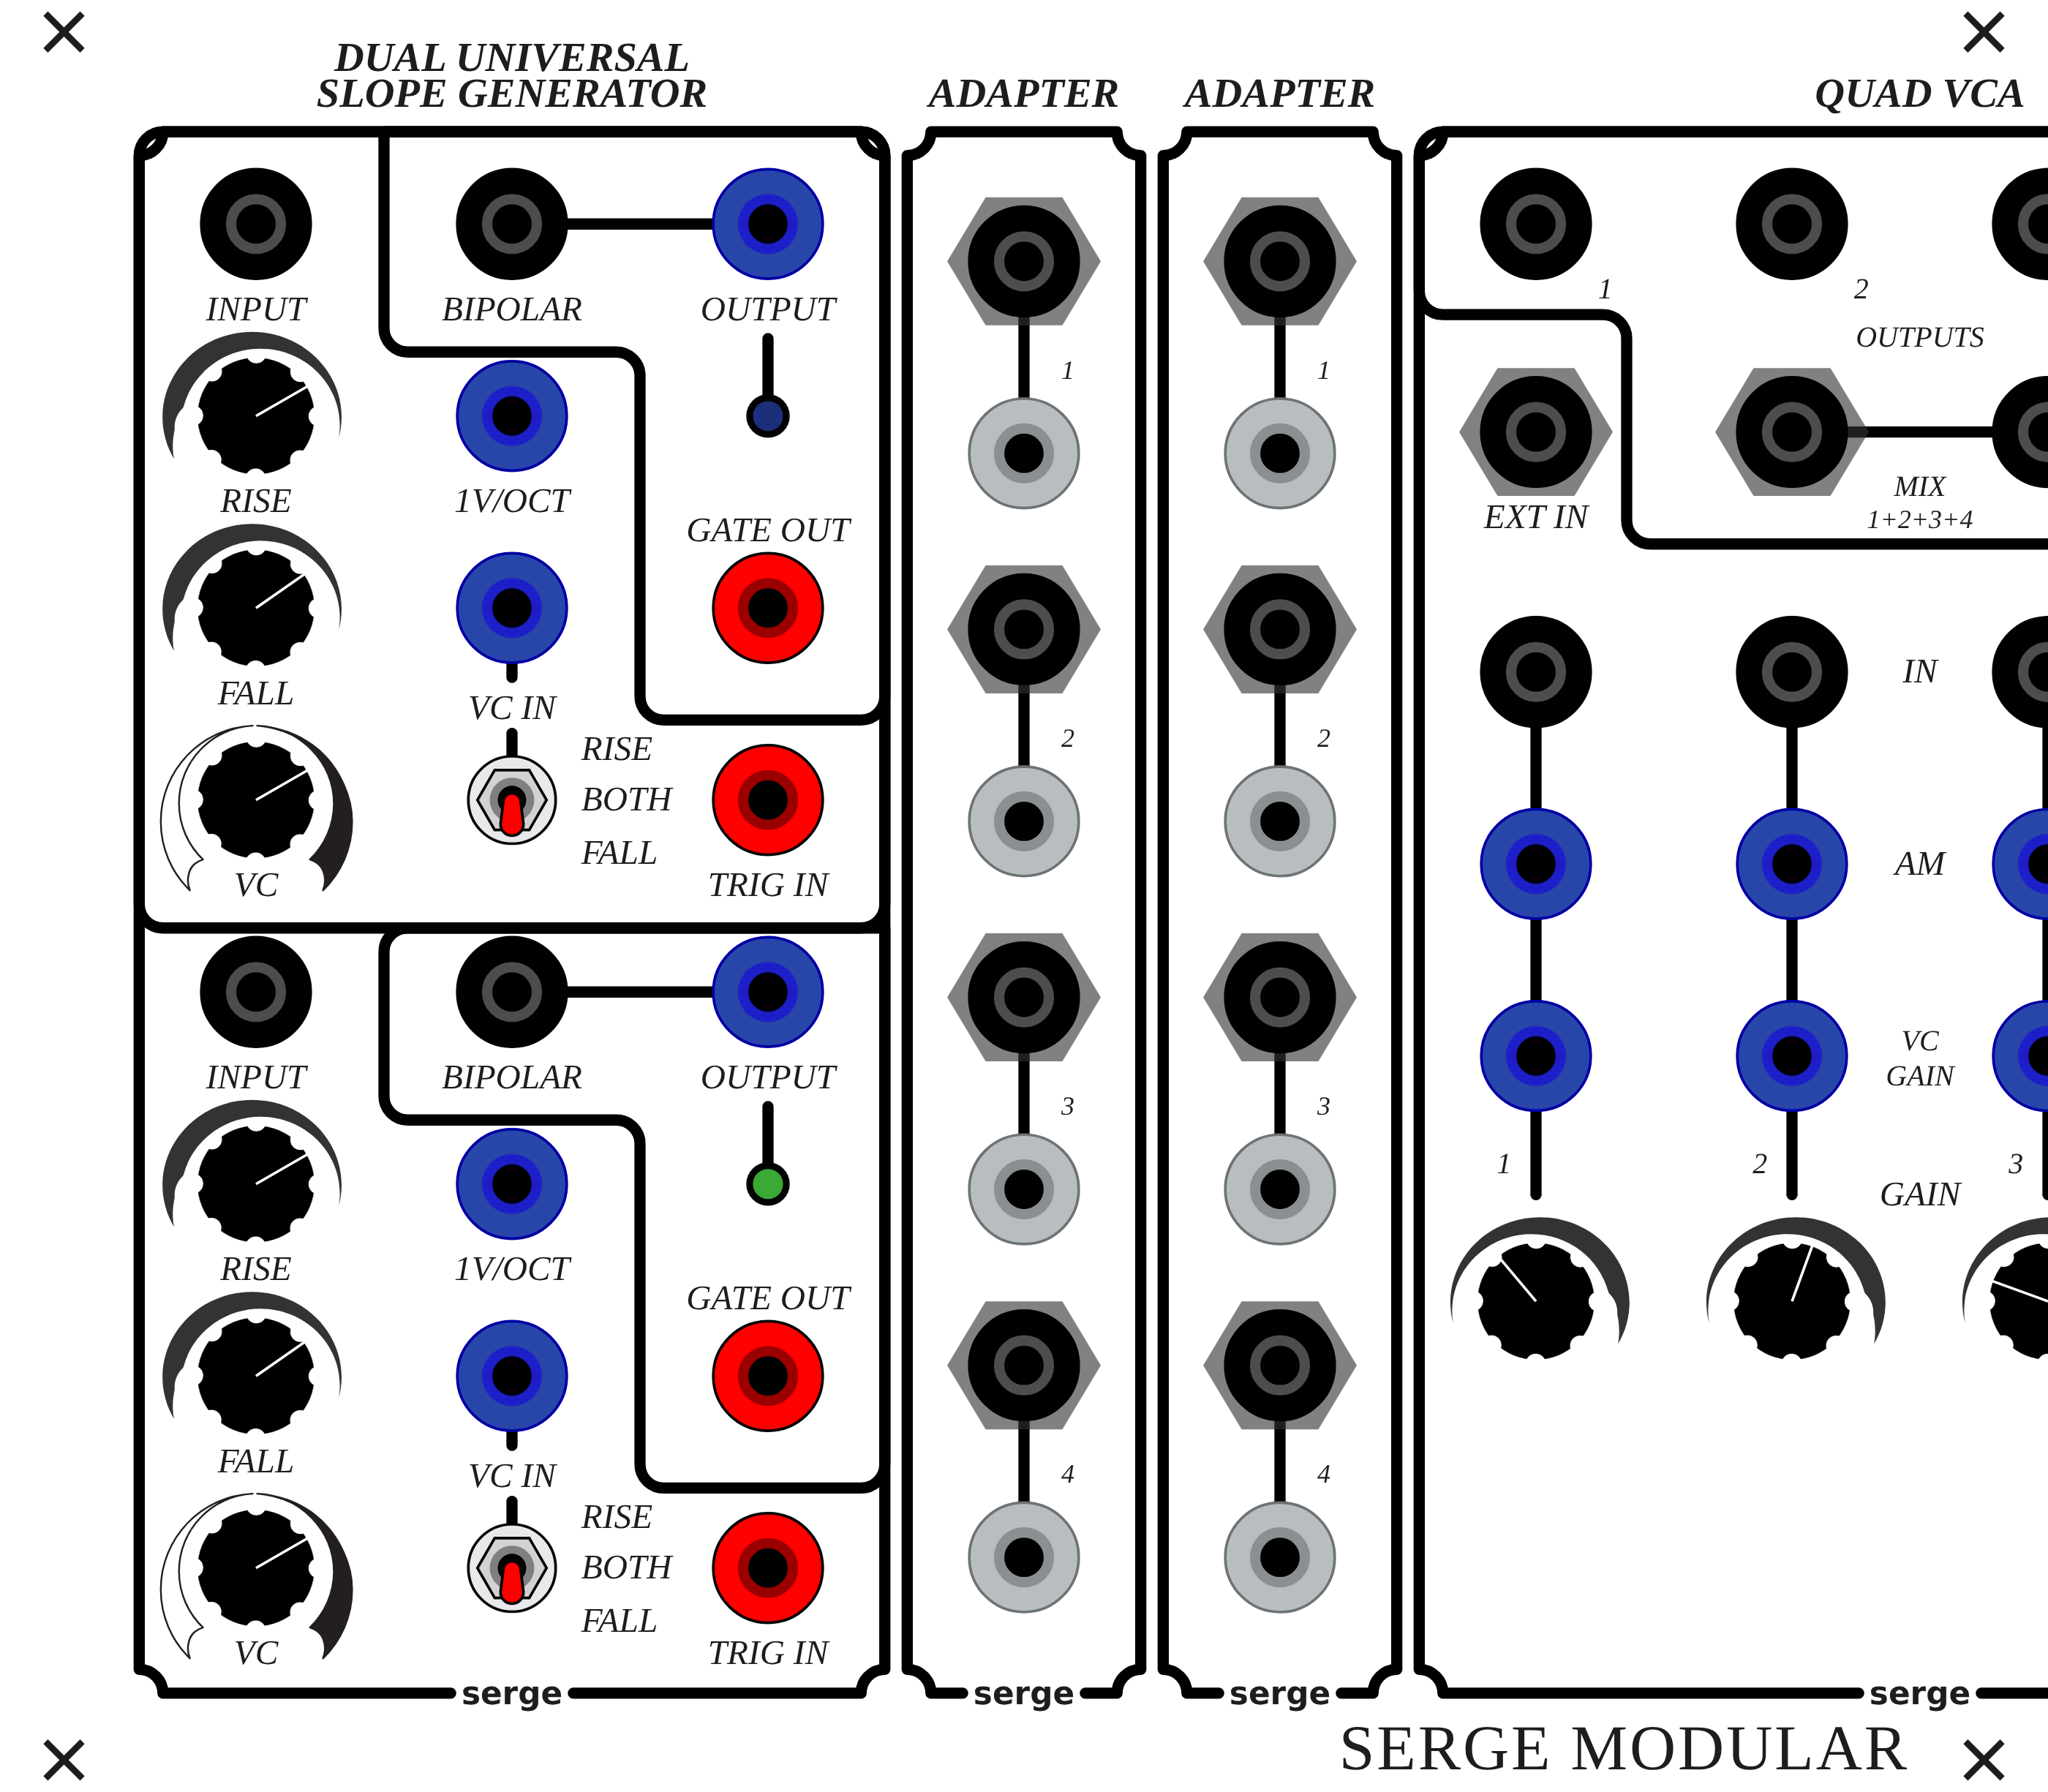 DUAL UNIVERSAL
SLOPE GENERATOR
INPUT
BIPOLAR
OUTPUT
RISE
1V/OCT
GATE OUT
FALL
VC IN
RISE
BOTH
FALL
VC
TRIG IN
INPUT
BIPOLAR
OUTPUT
RISE
1V/OCT
GATE OUT
FALL
VC IN
RISE
BOTH
FALL
VC
TRIG IN
serge
ADAPTER
1
2
3
4
serge
ADAPTER
1
2
3
4
serge
QUAD VCA
1
2
OUTPUTS
EXT IN
MIX
1+2+3+4
IN
AM
VC
GAIN
1
2
3
GAIN
serge
SERGE MODULAR